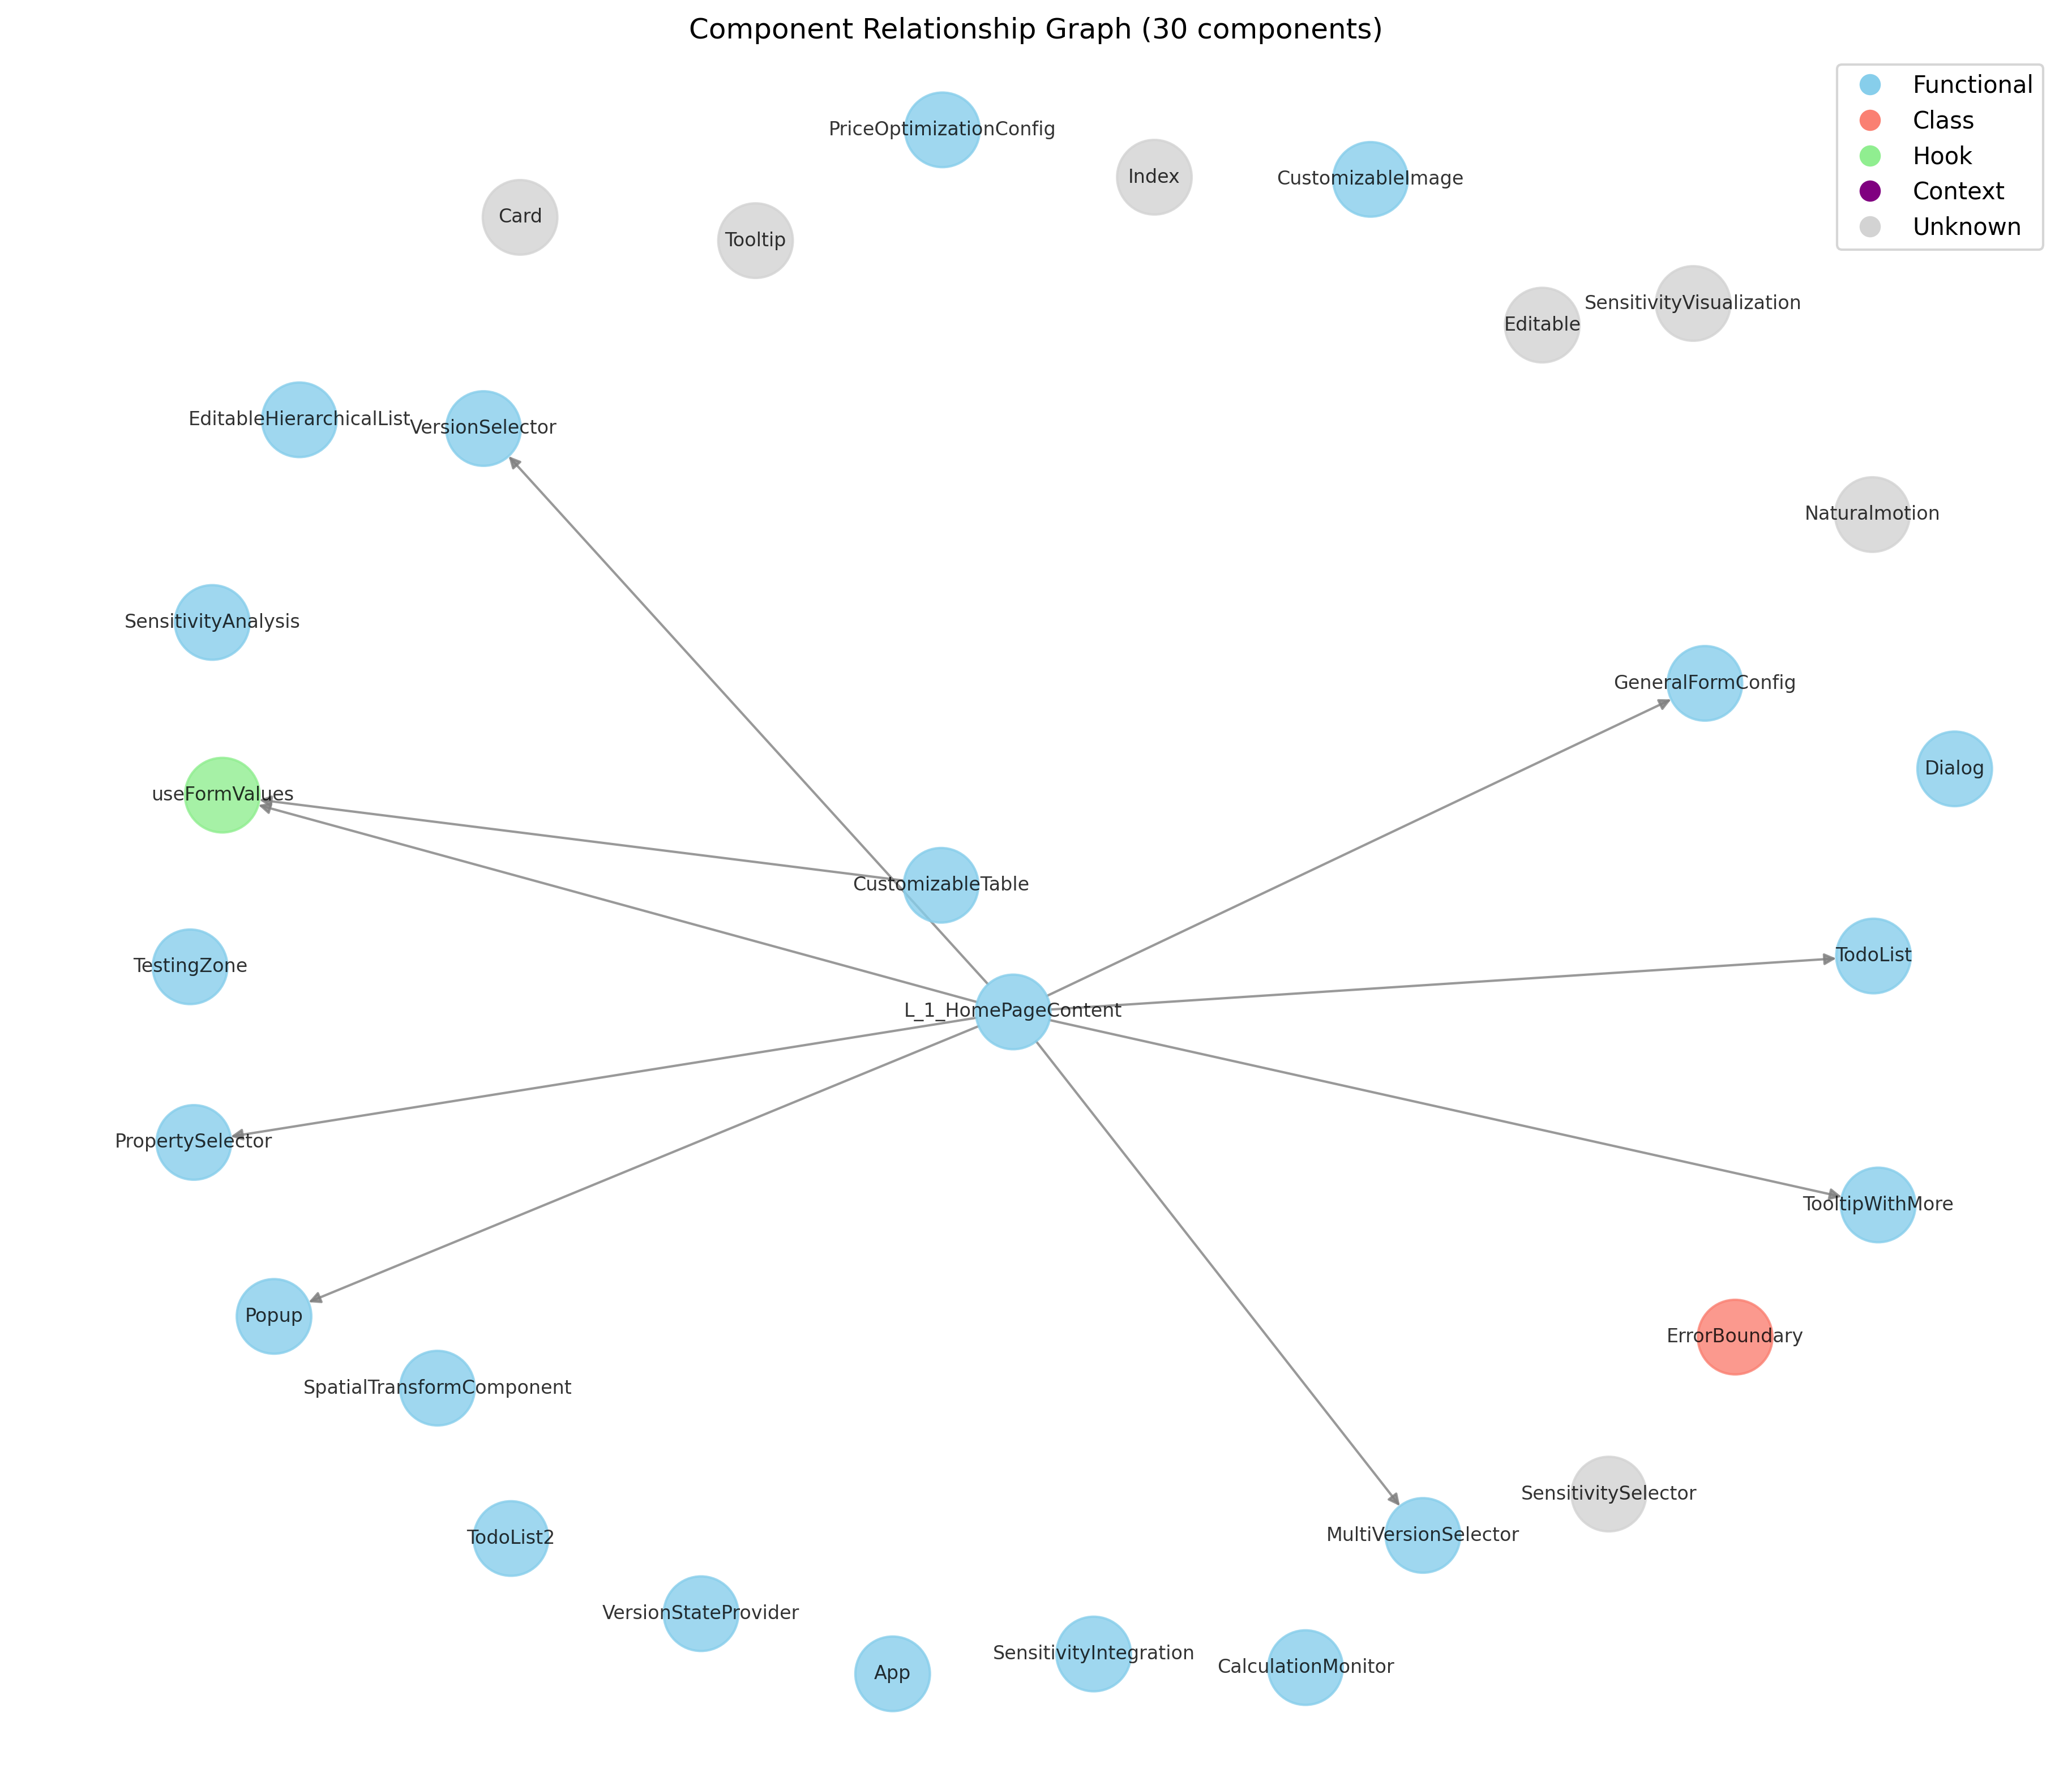 Component Relationship Graph (30 components)
Functional
Class
Hook
Context
Unknown
PriceOptimizationConfig
Index
CustomizableImage
Card
Tooltip
SensitivityVisualization
Editable
EditableHierarchicalList
VersionSelector
Naturalmotion
SensitivityAnalysis
GeneralFormConfig
Dialog
useFormValues
CustomizableTable
TodoList
TestingZone
L_1_HomePageContent
PropertySelector
TooltipWithMore
Popup
ErrorBoundary
SpatialTransformComponent
SensitivitySelector
MultiVersionSelector
TodoList2
VersionStateProvider
SensitivityIntegration
CalculationMonitor
App